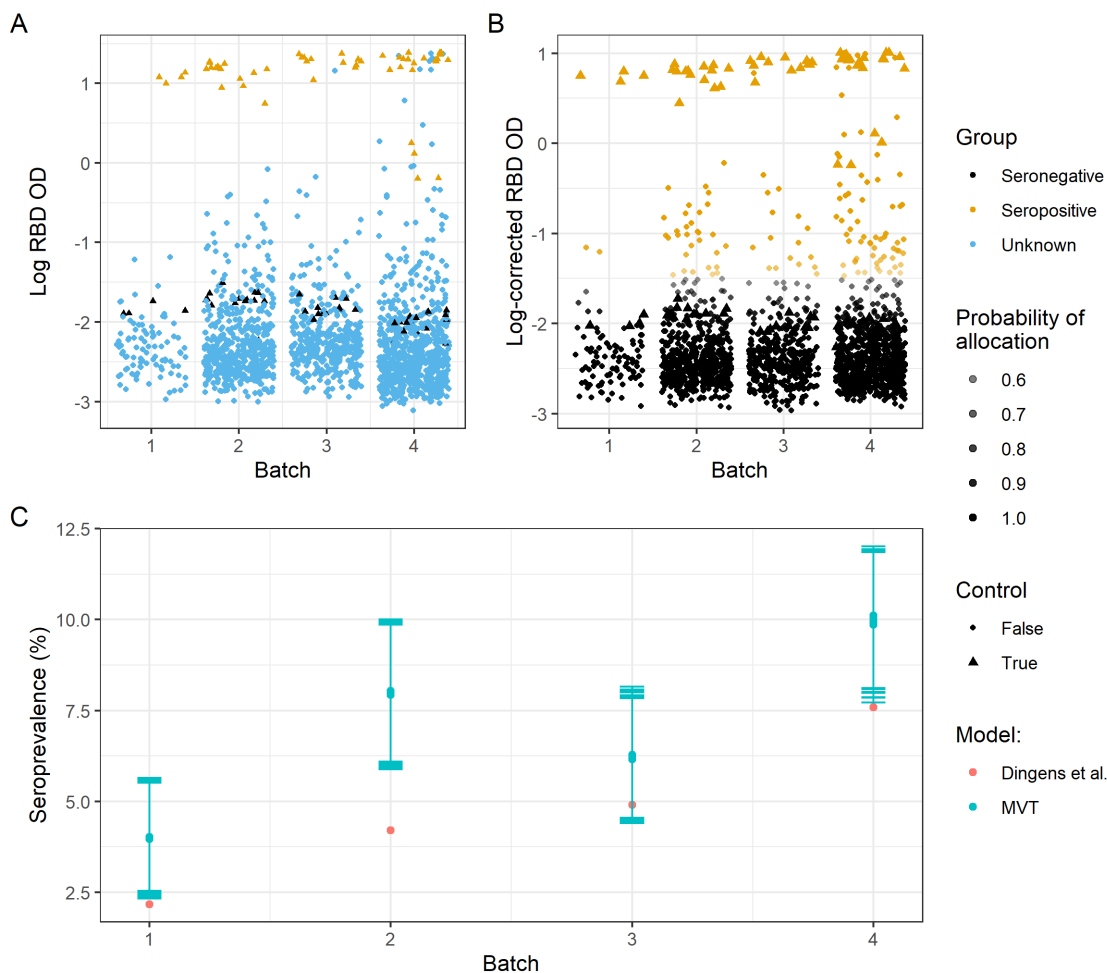 A
B
Log RBD OD
1
0
-1
-2
-3
1
2
3
4
Batch
Log-corrected RBD OD
1
0
-1
-2
-3
1
2
3
4
Batch
Group
Seronegative
Seropositive
Unknown
Probability of
allocation
0.6
0.7
0.8
0.9
1.0
Control
False
True
Model:
Dingens et al.
MVT
C
Seroprevalence (%)
12.5
10.0
7.5
5.0
2.5
1
2
3
4
Batch